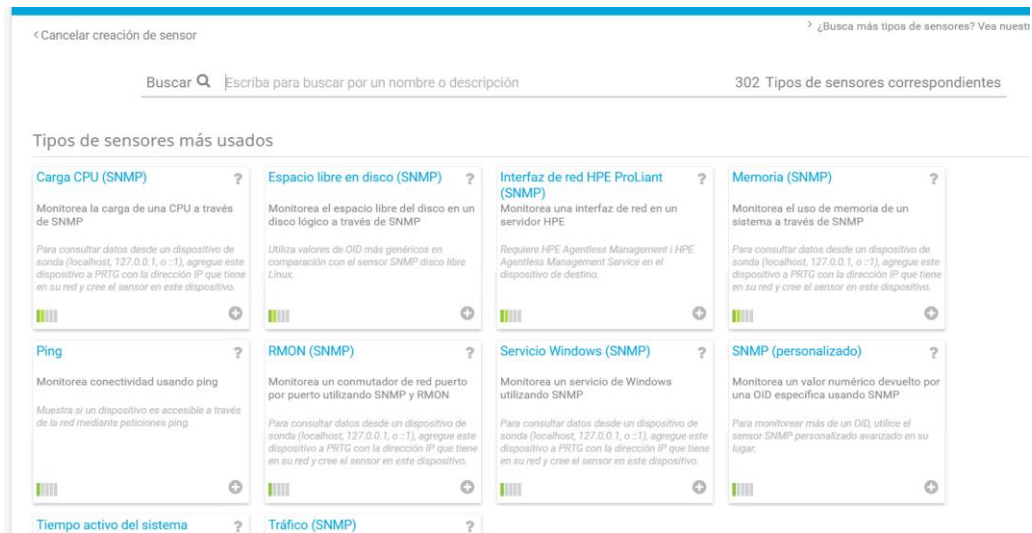 <Cancelar creación de sensor
> ¿Busca más tipos de sensores? Vea nuestr
Buscar Escriba para buscar por un nombre o descripción
302 Tipos de sensores correspondientes
Tipos de sensores más usados
Carga CPU (SNMP) ?
Monitorea la carga de una CPU a través
de SNMP
Para consultar datos desde un dispositivo de
sonda (localhost, 127.0.0.1, o ::1), agregue este
dispositivo a PRTG con la dirección IP que tiene
en su red y cree el sensor en este dispositivo.
Espacio libre en disco (SNMP) ?
Monitorea el espacio libre del disco en un
disco lógico a través de SNMP
Utiliza valores de OID más genéricos en
comparación con el sensor SNMP disco libre
Linux.
Interfaz de red HPE ProLiant ?
(SNMP)
Monitorea una interfaz de red en un
servidor HPE
Requiere HPE Agentless Management i HPE
Agentless Management Service en el
dispositivo de destino.
Memoria (SNMP) ?
Monitorea el uso de memoria de un
sistema a través de SNMP
Para consultar datos desde un dispositivo de
sonda (localhost, 127.0.0.1, o ::1), agregue este
dispositivo a PRTG con la dirección IP que tiene
en su red y cree el sensor en este dispositivo.
Ping ?
Monitorea conectividad usando ping
Muestra si un dispositivo es accesible a través
de la red mediante peticiones ping.
RMON (SNMP) ?
Monitorea un conmutador de red puerto
por puerto utilizando SNMP y RMON
Para consultar datos desde un dispositivo de
sonda (localhost, 127.0.0.1, o ::1), agregue este
dispositivo a PRTG con la dirección IP que tiene
en su red y cree el sensor en este dispositivo.
Servicio Windows (SNMP) ?
Monitorea un servicio de Windows
utilizando SNMP
Para consultar datos desde un dispositivo de
sonda (localhost, 127.0.0.1, o ::1), agregue este
dispositivo a PRTG con la dirección IP que tiene
en su red y cree el sensor en este dispositivo.
SNMP (personalizado) ?
Monitorea un valor numérico devuelto por
una OID específica usando SNMP
Para monitorear más de un OID, utilice el
sensor SNMP personalizado avanzado en su
lugar.
Tiempo activo del sistema ?
Tráfico (SNMP) ?